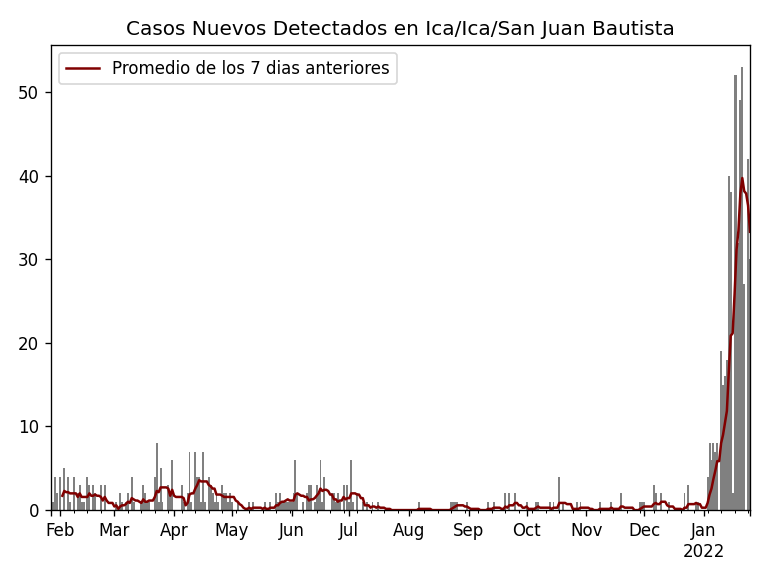 Casos Nuevos Detectados en Ica/Ica/San Juan Bautista
Promedio de los 7 dias anteriores
50
40
30
20
10
0
Feb Mar Apr May Jun Jul Aug Sep Oct Nov Dec Jan
2022